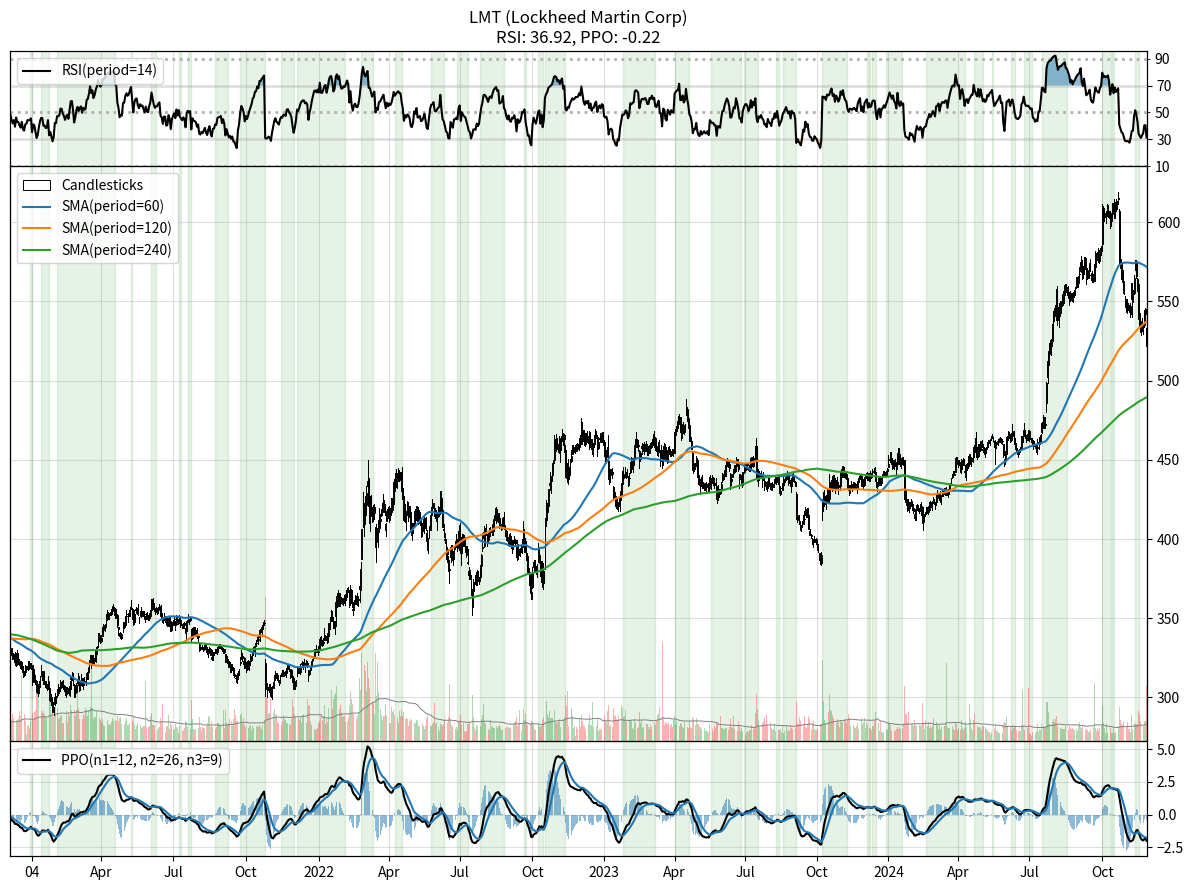 LMT (Lockheed Martin Corp)
RSI: 36.92, PPO: -0.22
RSI(period=14)
90
70
50
30
10
Candlesticks
SMA(period=60)
SMA(period=120)
SMA(period=240)
600
550
500
450
400
350
300
PPO(n1=12, n2=26, n3=9)
5.0
2.5
0.0
−2.5
04 Apr Jul Oct 2022 Apr Jul Oct 2023 Apr Jul Oct 2024 Apr Jul Oct